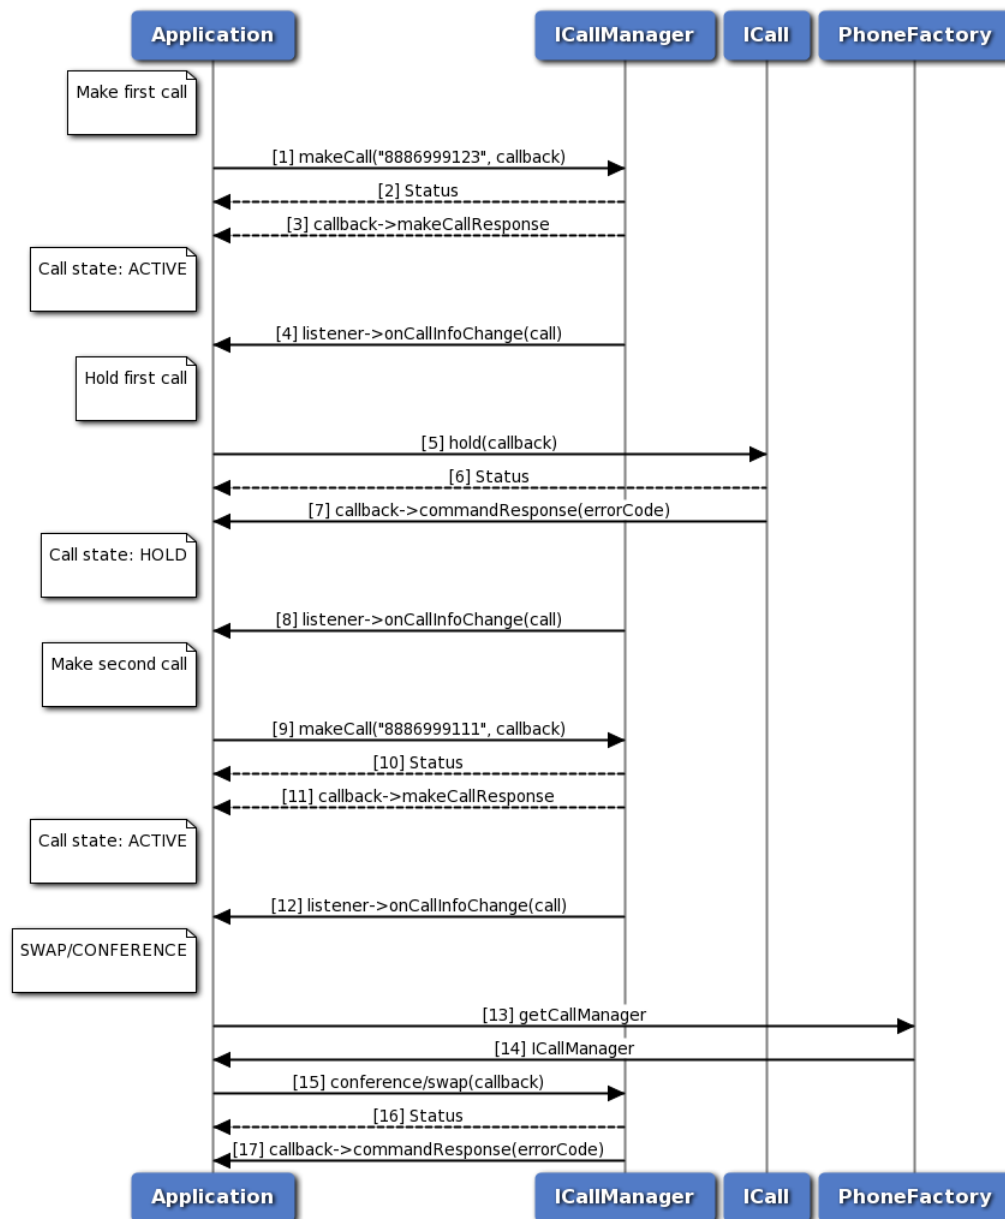 Application
ICallManager
ICall
PhoneFactory
Make first call
[1] makeCall("8886999123", callback)
[2] Status
[3] callback->makeCallResponse
Call state: ACTIVE
[4] listener->onCallInfoChange(call)
Hold first call
[5] hold(callback)
[6] Status
[7] callback->commandResponse(errorCode)
Call state: HOLD
[8] listener->onCallInfoChange(call)
Make second call
[9] makeCall("8886999111", callback)
[10] Status
[11] callback->makeCallResponse
Call state: ACTIVE
[12] listener->onCallInfoChange(call)
SWAP/CONFERENCE
[13] getCallManager
[14] ICallManager
[15] conference/swap(callback)
[16] Status
[17] callback->commandResponse(errorCode)
Application
ICallManager
ICall
PhoneFactory